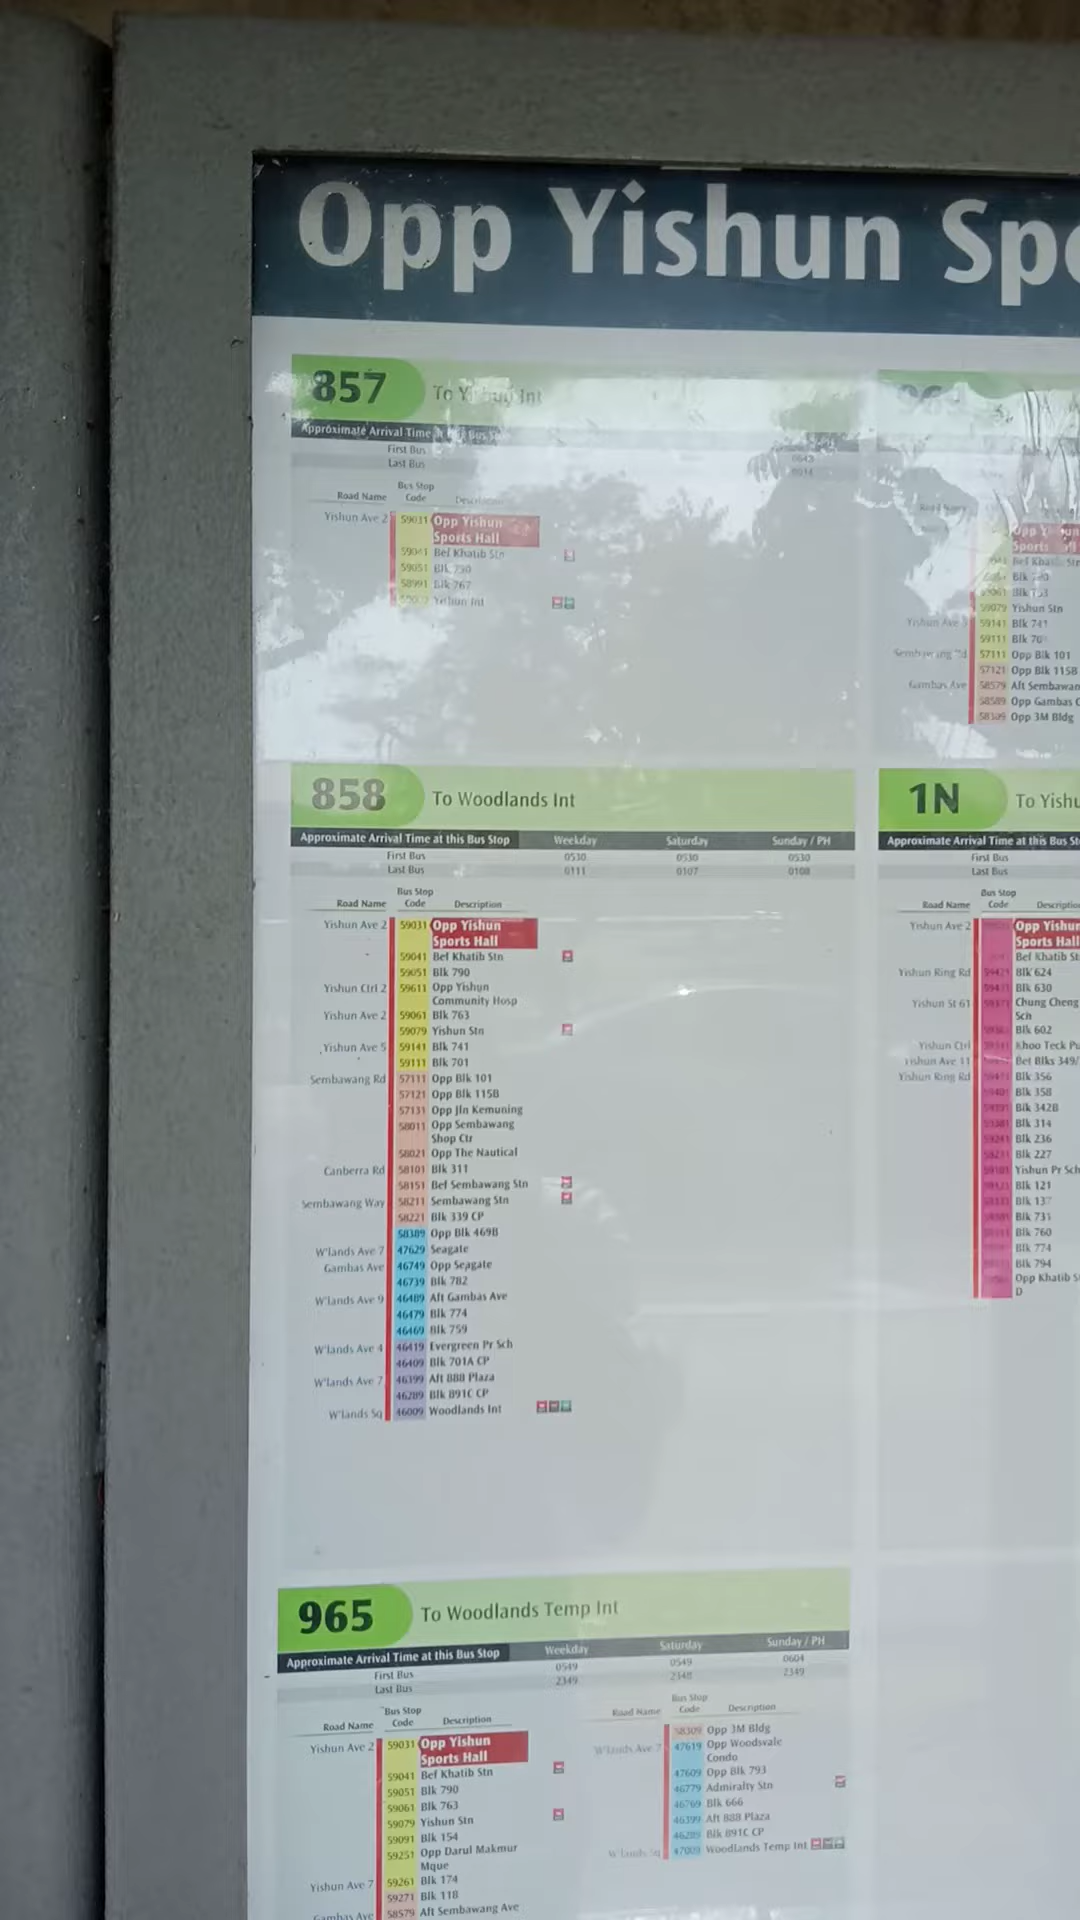 Opp Yishun Sp
857 To Yishun Int
Approximate Arrival Time
First Bus
Last Bus
Road Name Bus Stop Code
Yishun Ave 2 59031 Opp Yishun Sports Hall
59041 Bef Khatib Stn
59051 Blk 790
58991 Blk 767
Yishun Int
Opp Sports
Blk
59079 Yishun Stn
59141 Blk 741
59111 Blk
57111 Opp Blk 101
57121 Opp Blk 115B
Gambas Ave 58579 Aft Sembawan
58589 Opp Gambas
58309 Opp 3M Bldg
858 To Woodlands Int
Approximate Arrival Time at this Bus Stop Weekday Saturday Sunday / PH
First Bus 0530 0530 0530
Last Bus 0111 0107 0108
Road Name Bus Stop Code Description
Yishun Ave 2 59031 Opp Yishun Sports Hall
59041 Bef Khatib Stn
59051 Blk 790
Yishun Ctrl 2 59611 Opp Yishun Community Hosp
Yishun Ave 2 59061 Blk 763
59079 Yishun Stn
Yishun Ave 5 59141 Blk 741
59111 Blk 701
Sembawang Rd 57111 Opp Blk 101
57121 Opp Blk 115B
57131 Opp Jln Kemuning
58011 Opp Sembawang Shop Ctr
58021 Opp The Nautical
Canberra Rd 58101 Blk 311
58151 Bef Sembawang Stn
Sembawang Way 58211 Sembawang Stn
58221 Blk 339 CP
58389 Opp Blk 469B
W'lands Ave 7 47629 Seagate
Gambas Ave 46749 Opp Seagate
46739 Blk 782
W'lands Ave 9 46489 Aft Gambas Ave
46479 Blk 774
46469 Blk 759
W'lands Ave 4 46419 Evergreen Pr Sch
46409 Blk 701A CP
W'lands Ave 7 46399 Aft 888 Plaza
46289 Blk 891C CP
W'lands Sq 46009 Woodlands Int
1N To Yishu
Approximate Arrival Time at this Bus St
First Bus
Last Bus
Road Name Bus Stop Code Descriptio
Yishun Ave 2 Opp Yishun Sports Hall
Bef Khatib St
Yishun Ring Rd Blk 624
Blk 630
Yishun St 61 Chung Cheng Sch
Blk 602
Yishun Ctrl Khoo Teck Pu
Yishun Ave 11 Bet Blks 349/
Yishun Ring Rd Blk 356
Blk 358
Blk 342B
Blk 314
Blk 236
Blk 227
Yishun Pr Sch
Blk 121
Blk 137
Blk 731
Blk 760
Blk 774
Blk 794
Opp Khatib S
D
965 To Woodlands Temp Int
Approximate Arrival Time at this Bus Stop Weekday Saturday Sunday / PH
First Bus 0549 0549 0604
Last Bus 2349 2348 2349
Road Name Bus Stop Code Description
Yishun Ave 2 59031 Opp Yishun Sports Hall
59041 Bef Khatib Stn
59051 Blk 790
59061 Blk 763
59079 Yishun Stn
59091 Blk 154
59251 Opp Darul Makmur Mque
Yishun Ave 7 59261 Blk 174
59271 Blk 118
Gambas Ave 58579 Aft Sembawang Ave
Road Name Bus Stop Code Description
58309 Opp 3M Bldg
W'lands Ave 7 47619 Opp Woodsvale Condo
47609 Opp Blk 793
46779 Admiralty Stn
46769 Blk 666
46399 Aft 888 Plaza
46289 Blk 891C CP
W'lands Sq 47009 Woodlands Temp Int